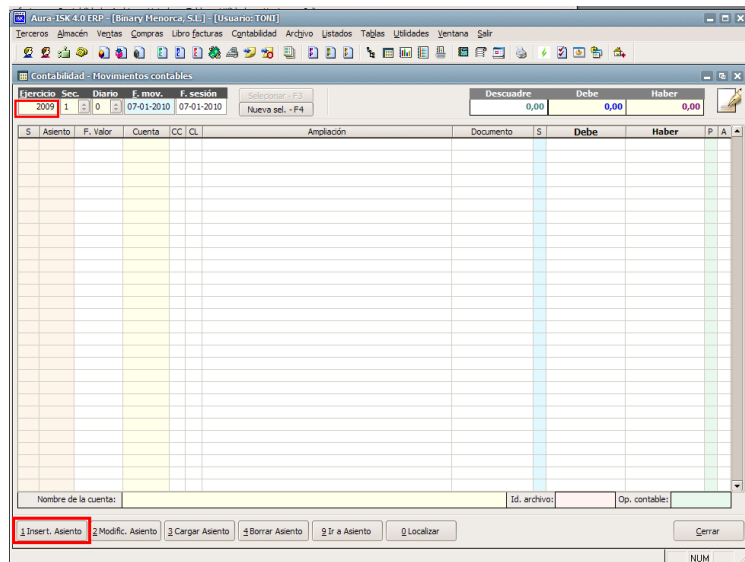 Aura-ISK 4.0 ERP - [Binary Menorca, S.L.] - [Usuario: TONI]
Terceros Almacén Ventas Compras Libro facturas Contabilidad Archivo Listados Tablas Utilidades Ventana Salir
Contabilidad - Movimientos contables
Ejercicio Sec. Diario F. mov. F. sesión Selecionar - F3 Descuadre Debe Haber
2009 1 0 07-01-2010 07-01-2010 Nueva sel. - F4 0,00 0,00 0,00
S Asiento F. Valor Cuenta CC CL Ampliación Documento S Debe Haber P A
Nombre de la cuenta: Id. archivo: Op. contable:
1 Insert. Asiento 2 Modific. Asiento 3 Cargar Asiento 4 Borrar Asiento 9 Ir a Asiento 0 Localizar Cerrar
NUM